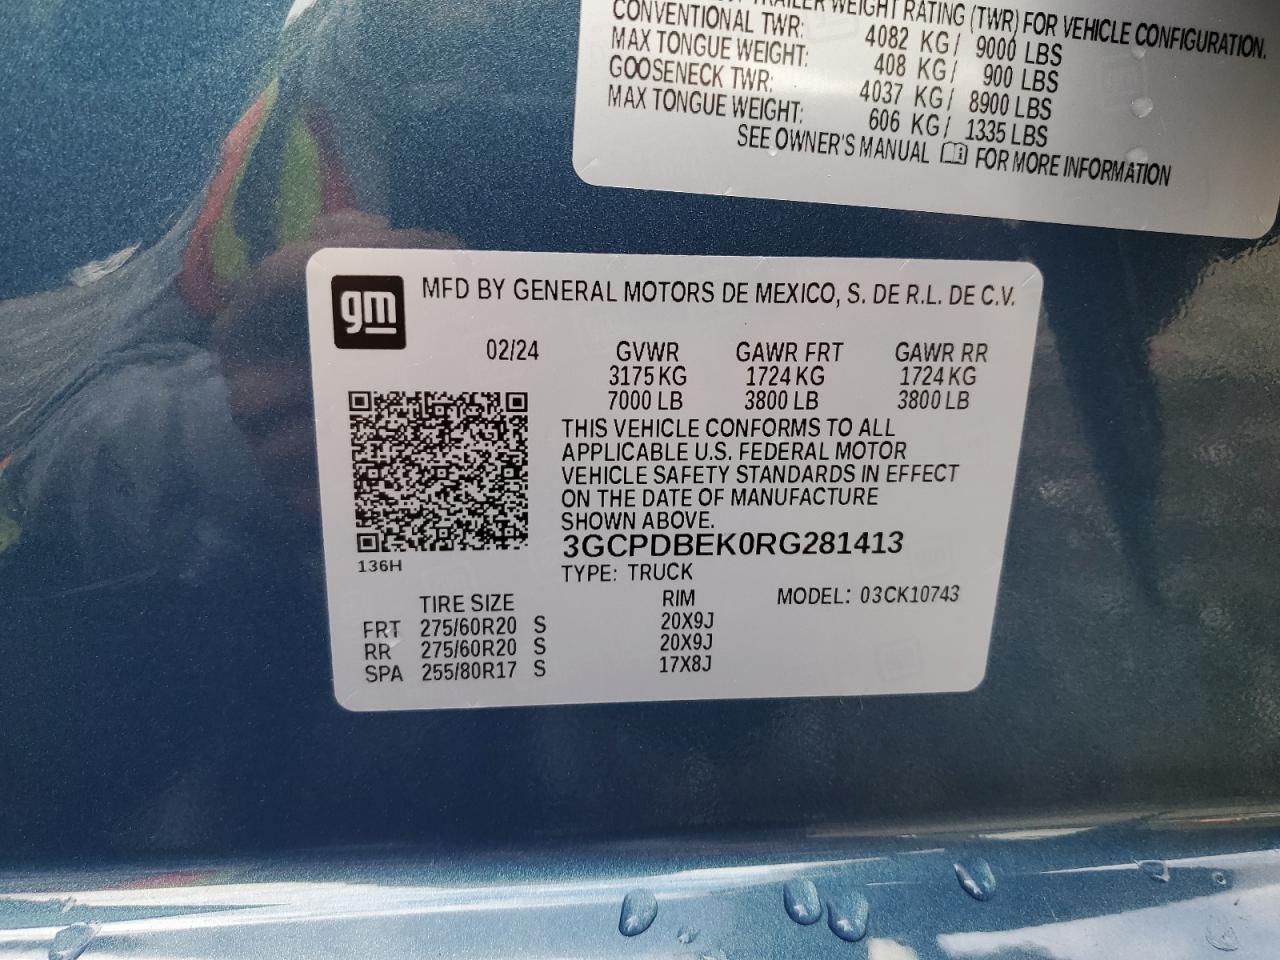 TRAILER WEIGHT RATING (TWR) FOR VEHICLE CONFIGURATION.
CONVENTIONAL TWR: 4082 KG/ 9000 LBS
MAX TONGUE WEIGHT: 408 KG/ 900 LBS
GOOSENECK TWR: 4037 KG/ 8900 LBS
MAX TONGUE WEIGHT: 606 KG/ 1335 LBS
SEE OWNER'S MANUAL FOR MORE INFORMATION
gm
MFD BY GENERAL MOTORS DE MEXICO, S. DE R.L. DE C.V.
02/24 GVWR GAWR FRT GAWR RR
3175 KG 1724 KG 1724 KG
7000 LB 3800 LB 3800 LB
THIS VEHICLE CONFORMS TO ALL
APPLICABLE U.S. FEDERAL MOTOR
VEHICLE SAFETY STANDARDS IN EFFECT
ON THE DATE OF MANUFACTURE
SHOWN ABOVE.
3GCPDBEK0RG281413
136H
TYPE: TRUCK
TIRE SIZE RIM MODEL: 03CK10743
FRT 275/60R20 S 20X9J
RR 275/60R20 S 20X9J
SPA 255/80R17 S 17X8J